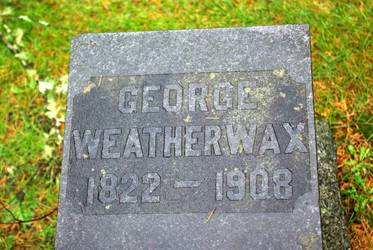 GEORGE
WEATHERWAX
1822 – 1908